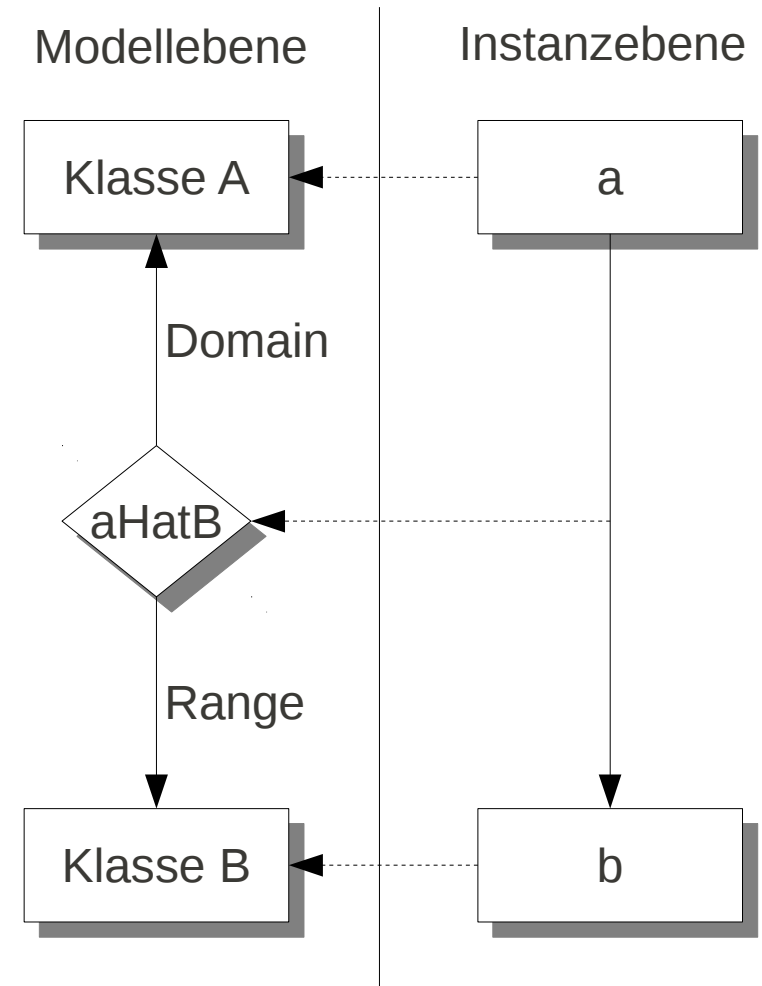 Modellebene
Instanzebene
Klasse A
a
Domain
aHatB
Range
Klasse B
b